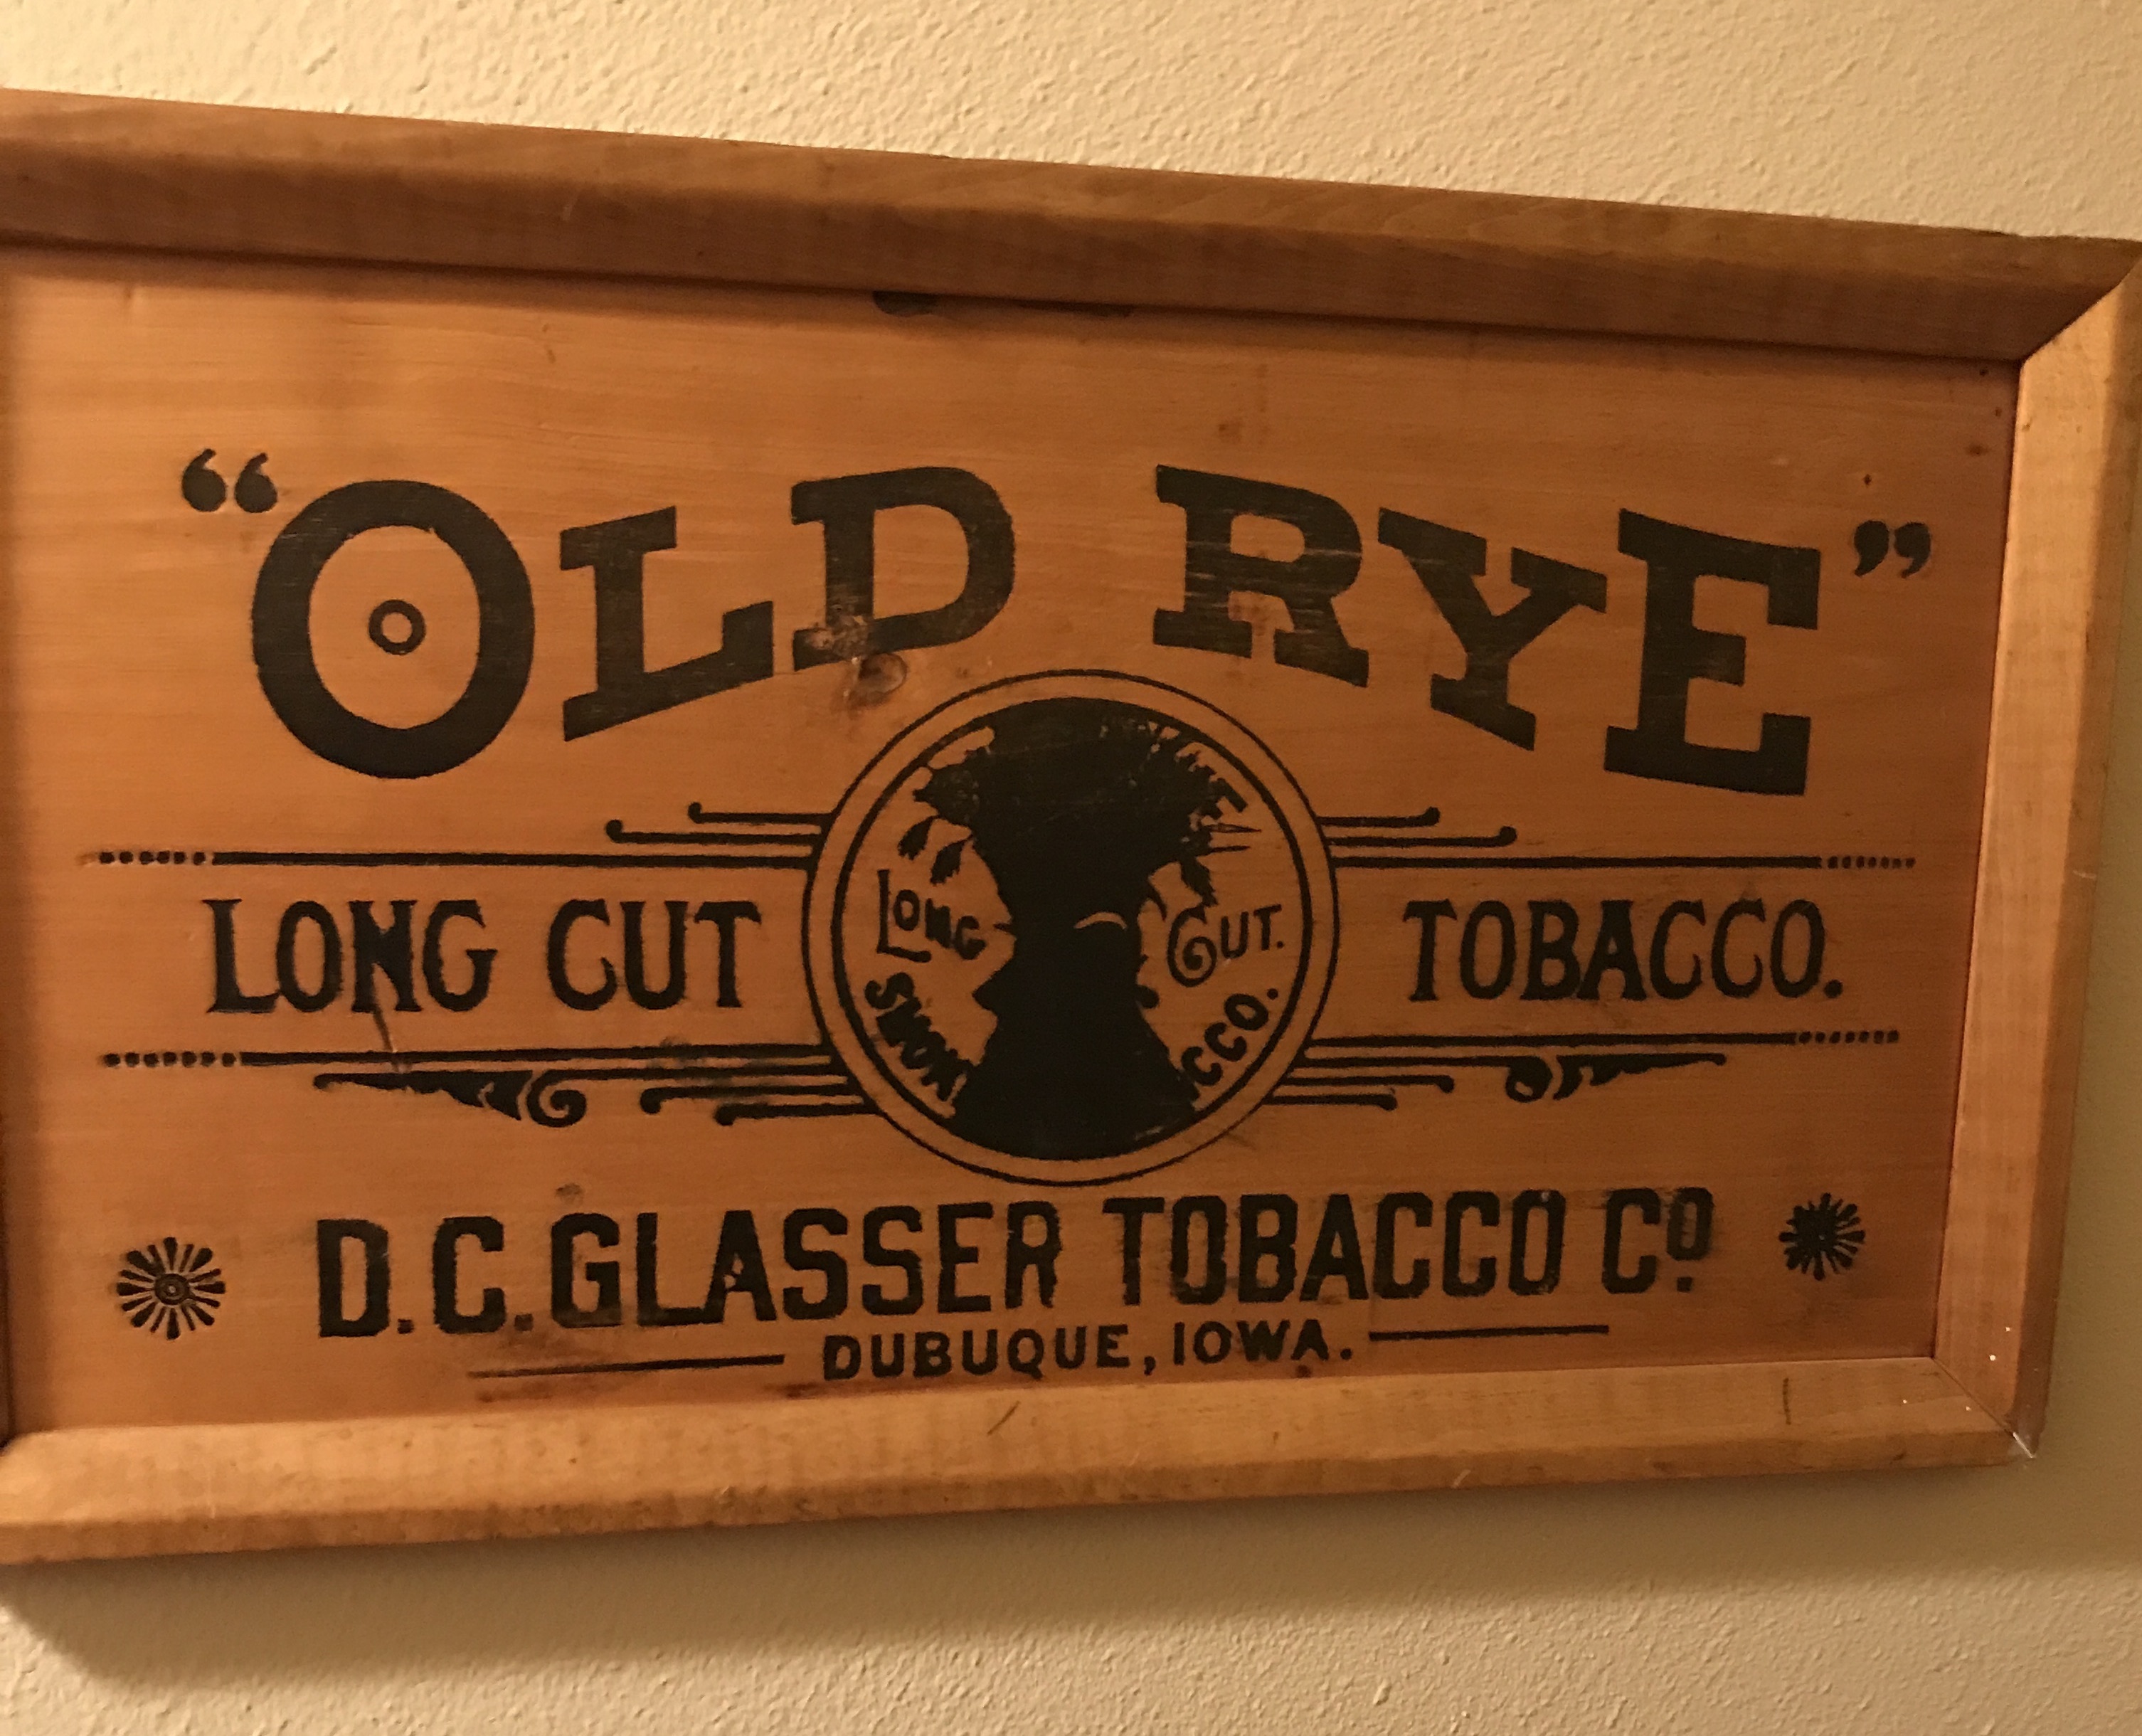 “OLD RYE”
LONG CUT TOBACCO.
LONG CUT.
D.C. GLASSER TOBACCO Co.
DUBUQUE, IOWA.